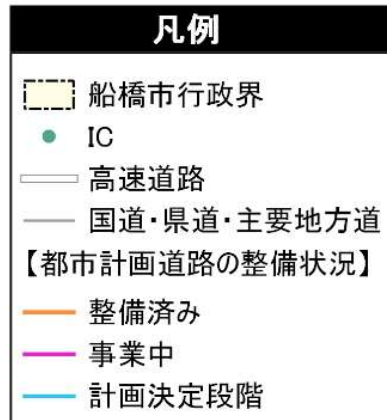 凡例
船橋市行政界
IC
高速道路
国道・県道・主要地方道
【都市計画道路の整備状況】
整備済み
事業中
計画決定段階